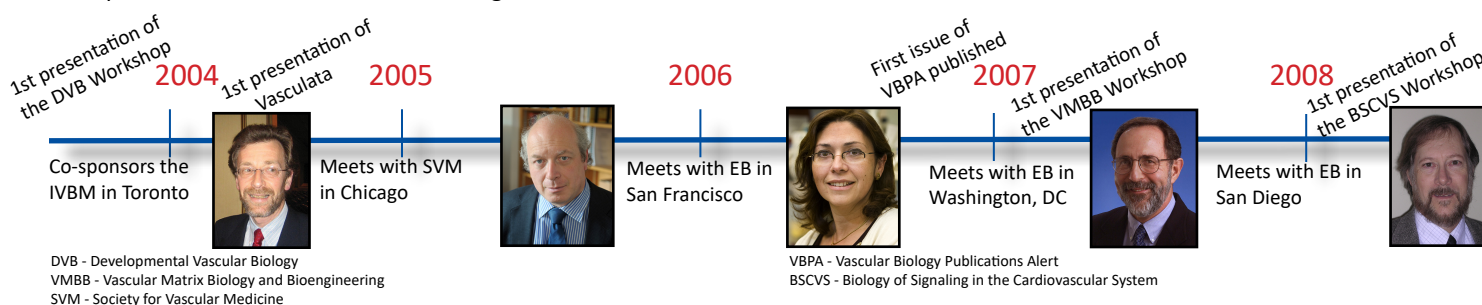 1st presentation of
the DVB Workshop
2004
1st presentation of
Vasculata
2005
2006
First issue of
VBPA published
2007
1st presentation of
the VMBB Workshop
2008
1st presentation of
the BSCVS Workshop
Co-sponsors the
IVBM in Toronto
Meets with SVM
in Chicago
Meets with EB in
San Francisco
Meets with EB in
Washington, DC
Meets with EB in
San Diego
DVB - Developmental Vascular Biology
VMBB - Vascular Matrix Biology and Bioengineering
SVM - Society for Vascular Medicine
VBPA - Vascular Biology Publications Alert
BSCVS - Biology of Signaling in the Cardiovascular System